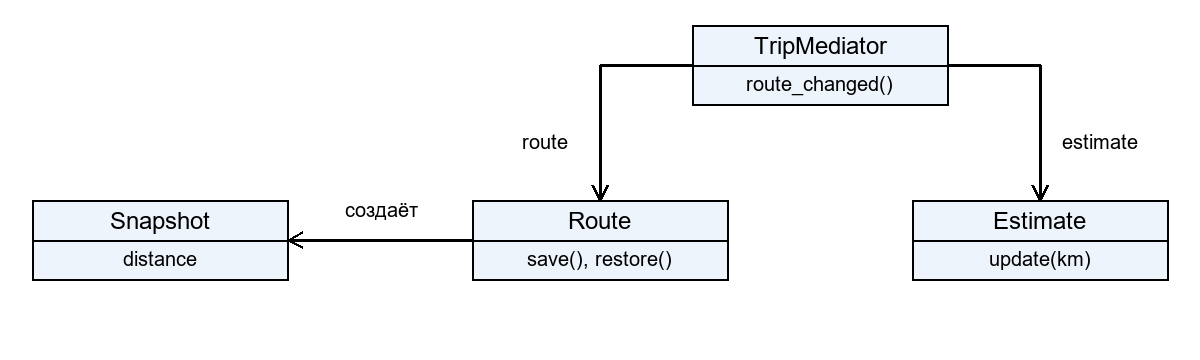 TripMediator
route_changed()
route
estimate
создаёт
Snapshot
distance
Route
save(), restore()
Estimate
update(km)